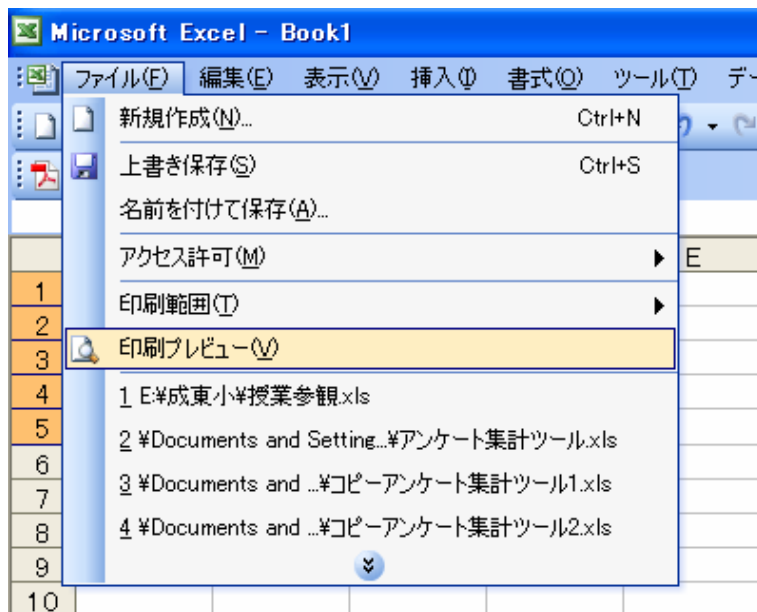 Microsoft Excel - Book1
ファイル(F) 編集(E) 表示(V) 挿入(I) 書式(O) ツール(T) デー
新規作成(N)... Ctrl+N
上書き保存(S) Ctrl+S
名前を付けて保存(A)...
アクセス許可(M)
E
印刷範囲(T)
印刷プレビュー(V)
1 E:¥成東小¥授業参観.xls
2 ¥Documents and Setting...¥アンケート集計ツール.xls
3 ¥Documents and ...¥コピーアンケート集計ツール1.xls
4 ¥Documents and ...¥コピーアンケート集計ツール2.xls
1
2
3
4
5
6
7
8
9
10